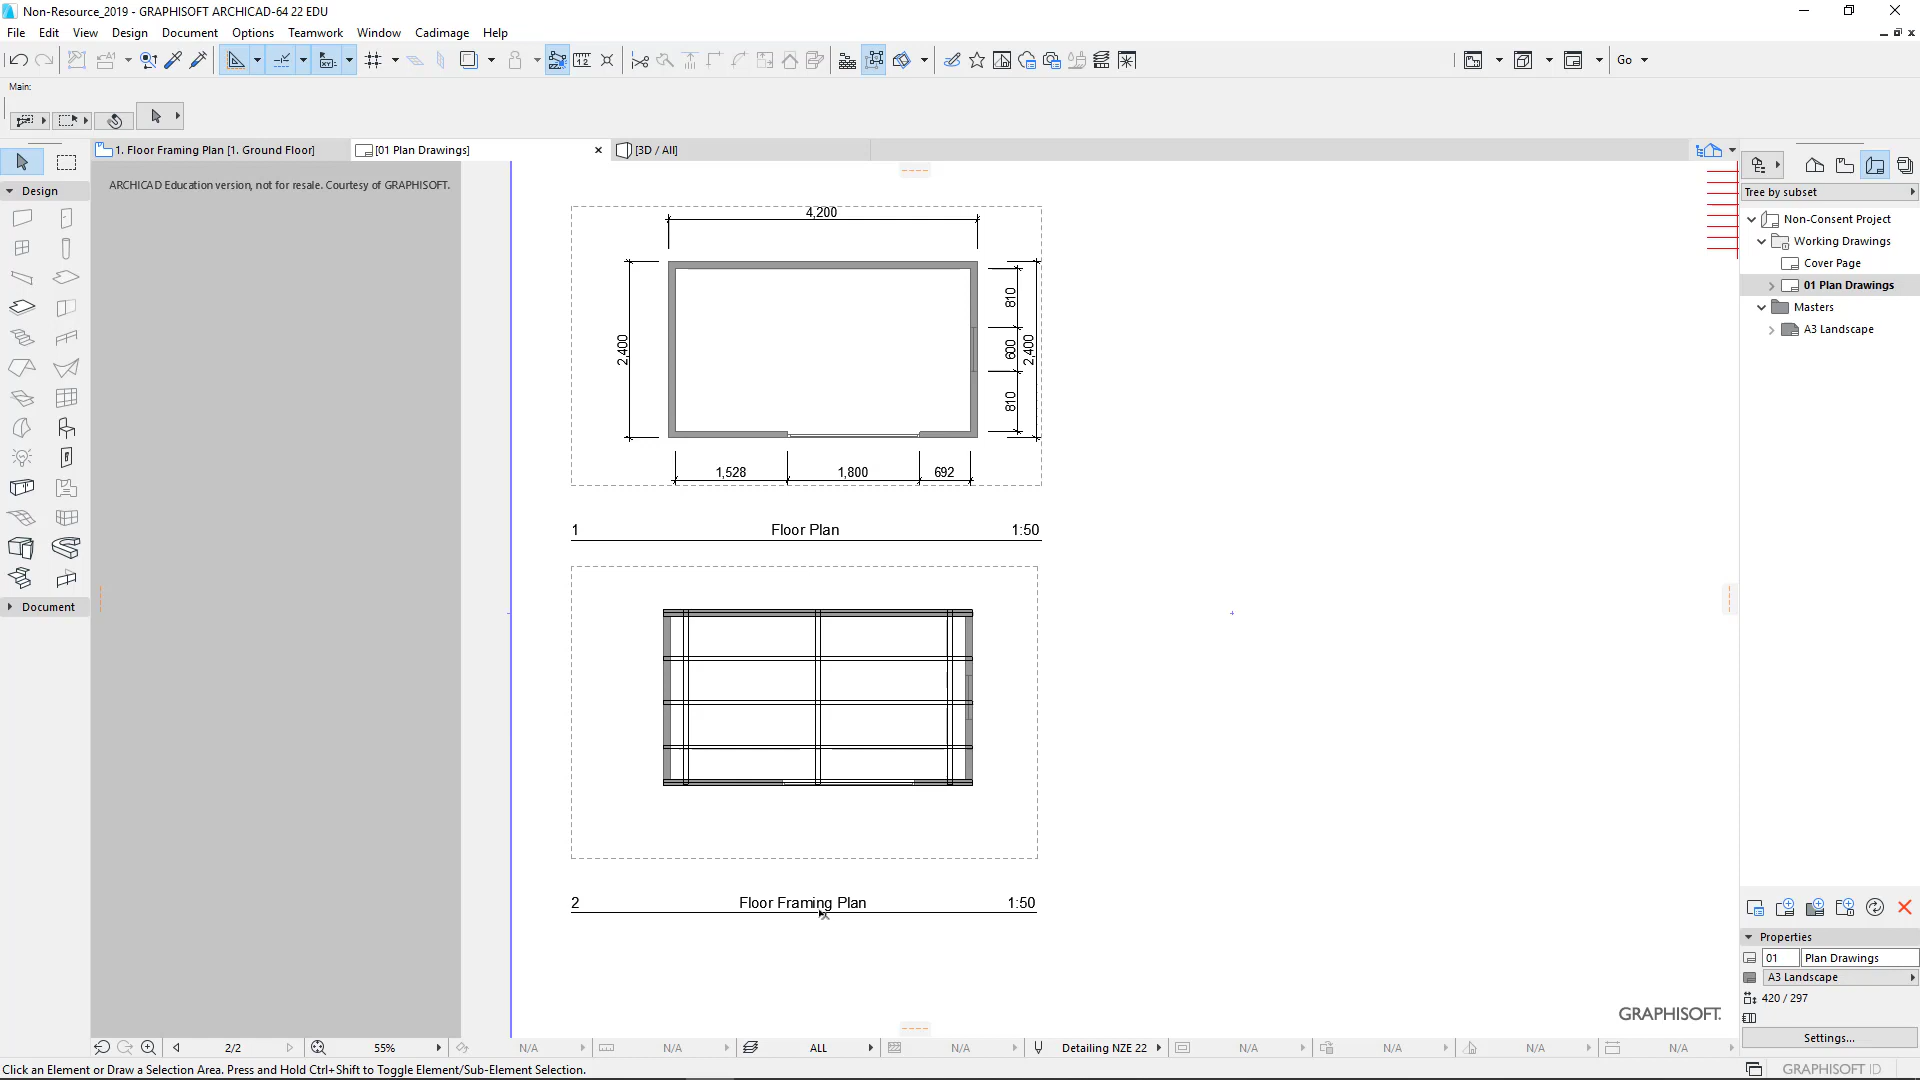 Non-Resource_2019 - GRAPHISOFT ARCHICAD-64 22 EDU
File Edit View Design Document Options Teamwork Window Cadimage Help
Go
Main:
1. Floor Framing Plan [1. Ground Floor]
[01 Plan Drawings]
[3D / All]
Design
ARCHICAD Education version, not for resale. Courtesy of GRAPHISOFT.
Tree by subset
Non-Consent Project
Working Drawings
Cover Page
01 Plan Drawings
Masters
A3 Landscape
4,200
2,400
810
600
2,400
810
1,528 1,800 692
1 Floor Plan 1:50
Document
2 Floor Framing Plan 1:50
Properties
01 Plan Drawings
A3 Landscape
420 / 297
GRAPHISOFT.
Settings...
2/2 55% N/A N/A ALL N/A Detailing NZE 22 N/A N/A N/A N/A
Click an Element or Draw a Selection Area. Press and Hold Ctrl+Shift to Toggle Element/Sub-Element Selection.
GRAPHISOFT ID